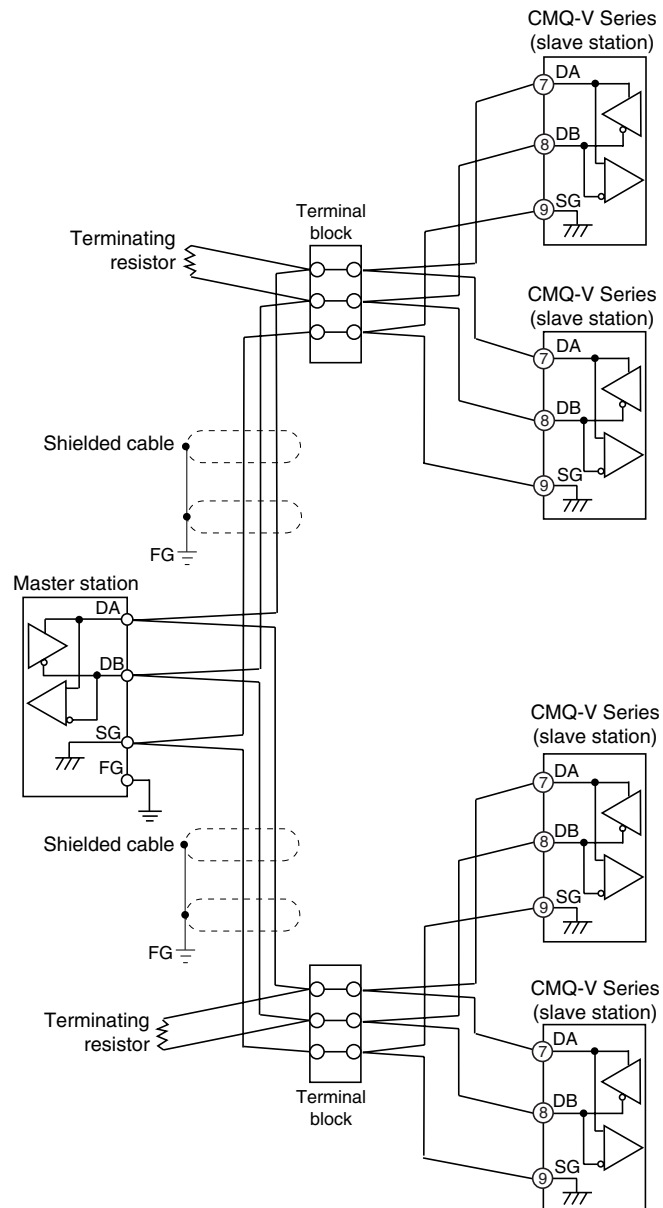 CMQ-V Series
(slave station)
DA
7
DB
8
SG
9
Terminal
block
Terminating
resistor
CMQ-V Series
(slave station)
DA
7
DB
8
SG
9
Shielded cable
FG
Master station
DA
DB
SG
FG
CMQ-V Series
(slave station)
DA
7
DB
8
SG
9
Shielded cable
FG
CMQ-V Series
(slave station)
DA
7
DB
8
SG
9
Terminating
resistor
Terminal
block